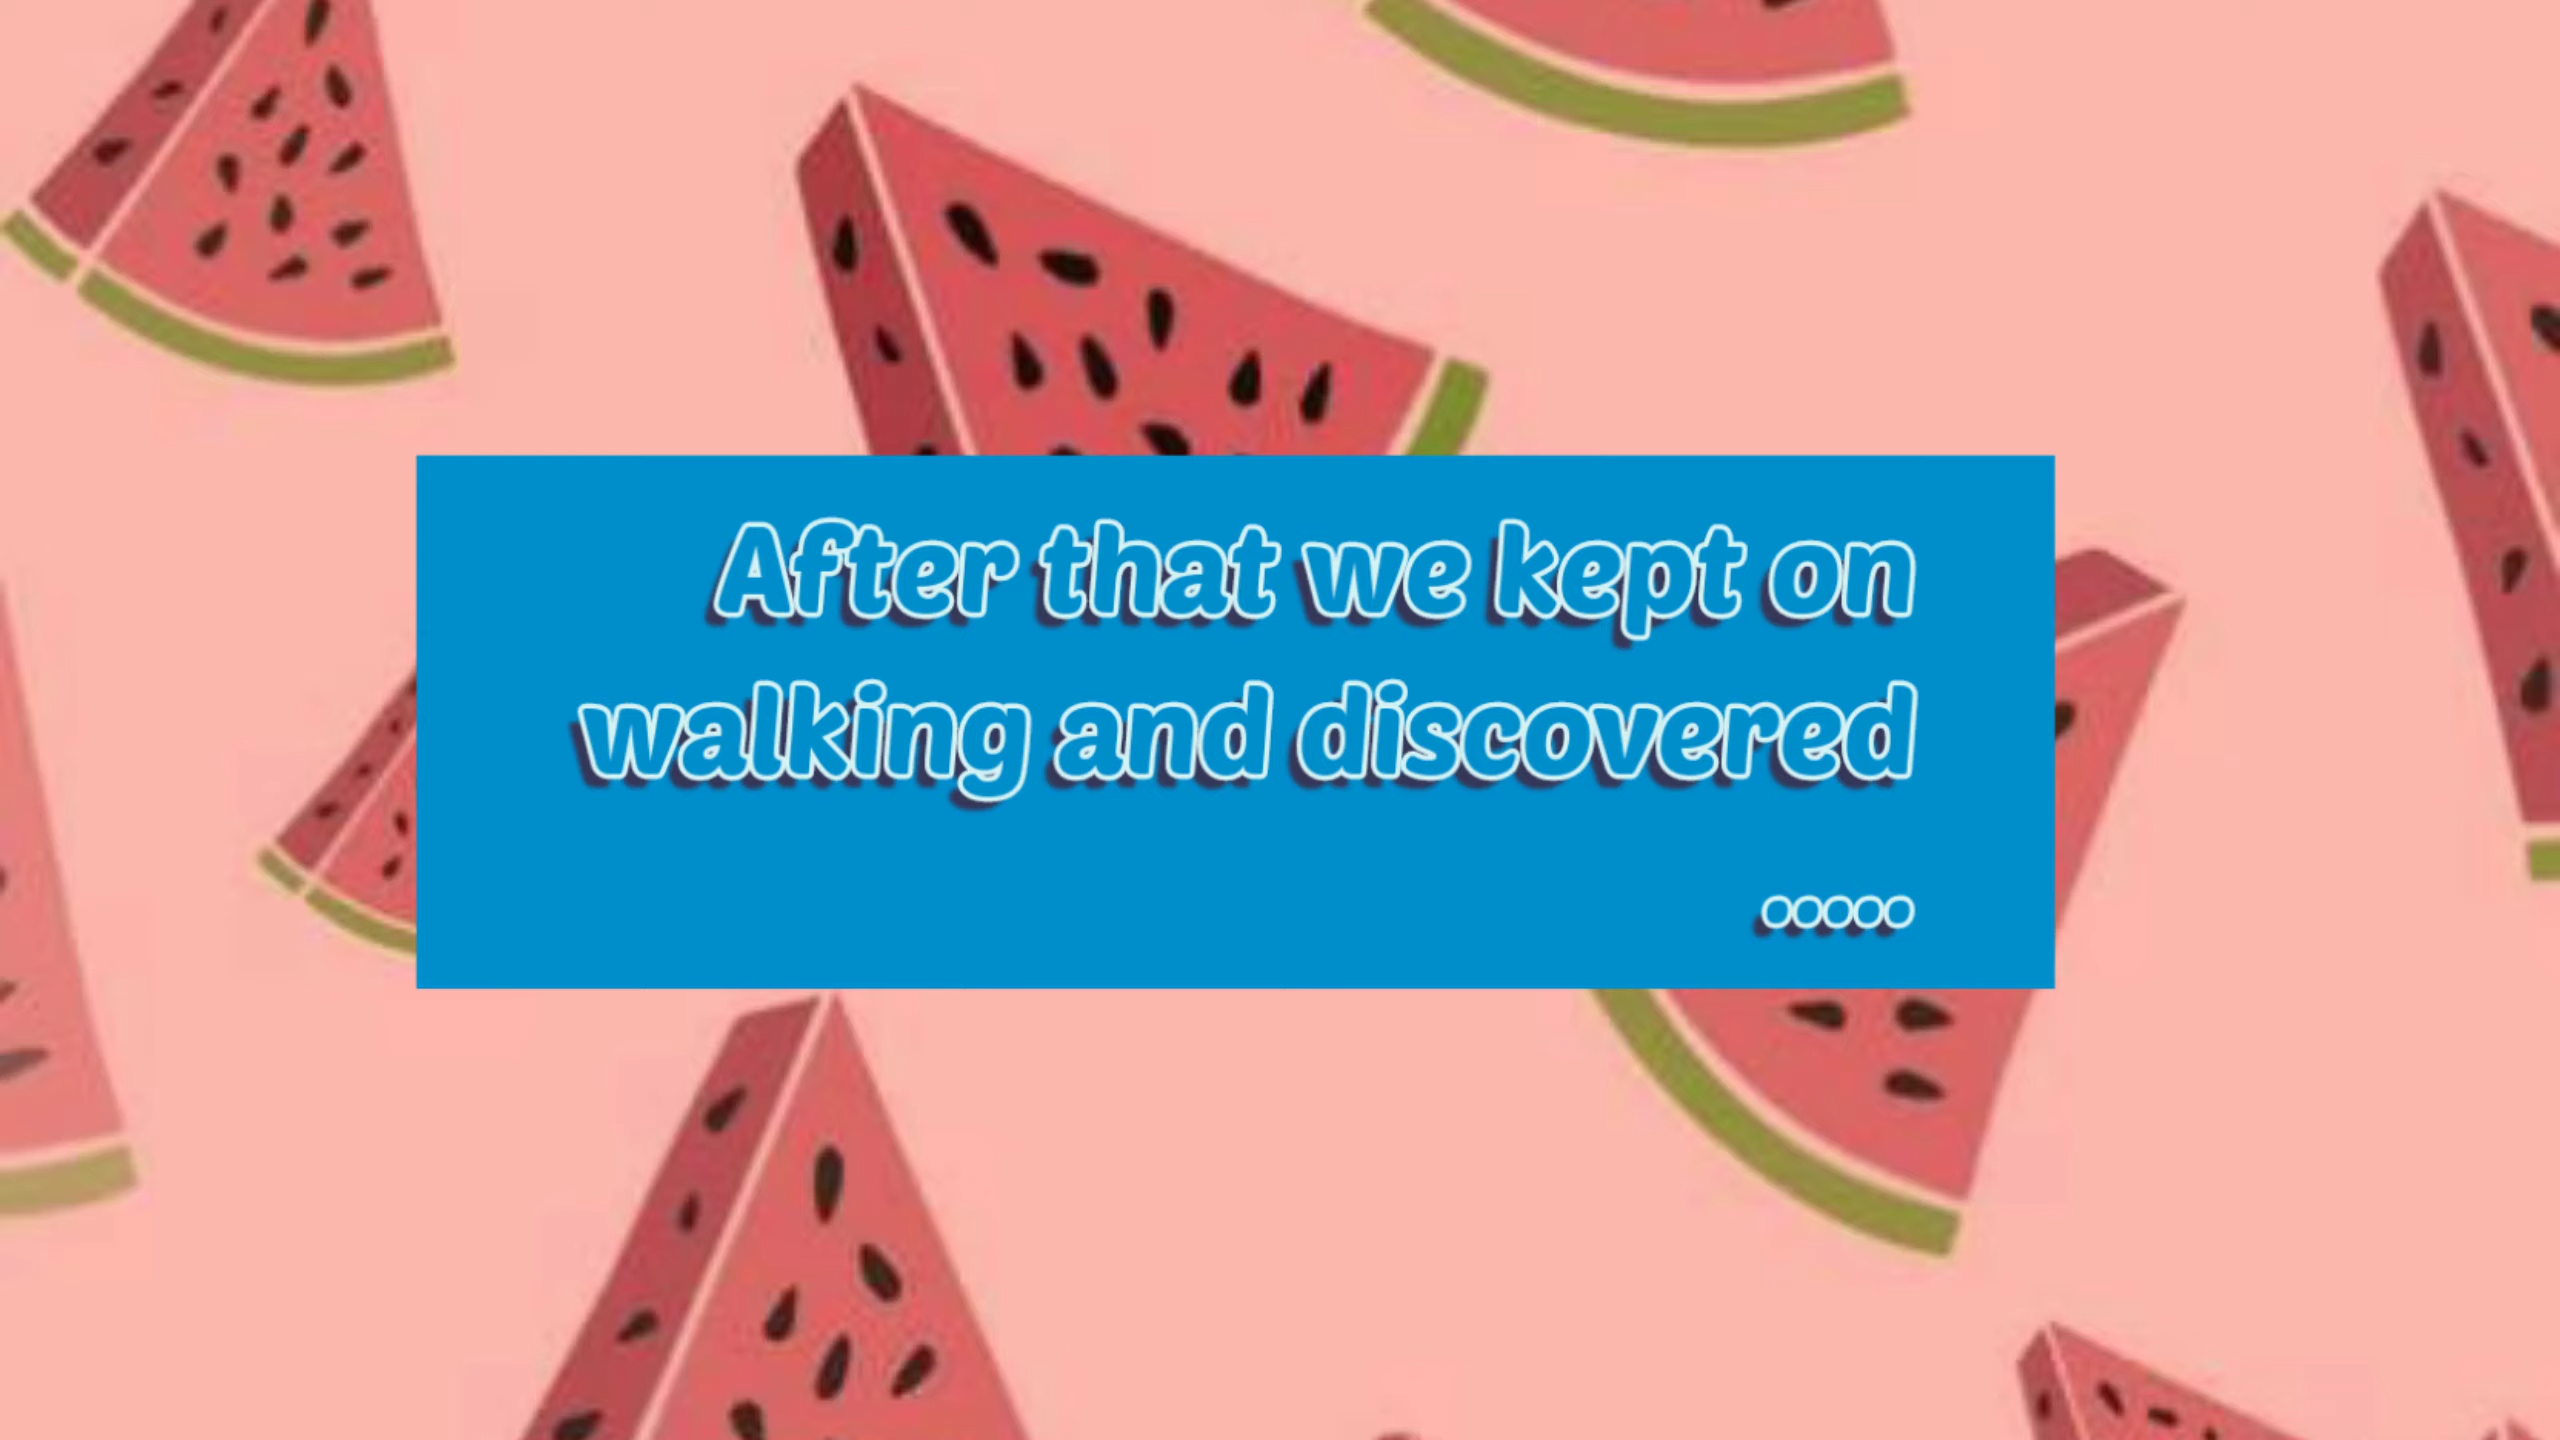 After that we kept on
walking and discovered
.....